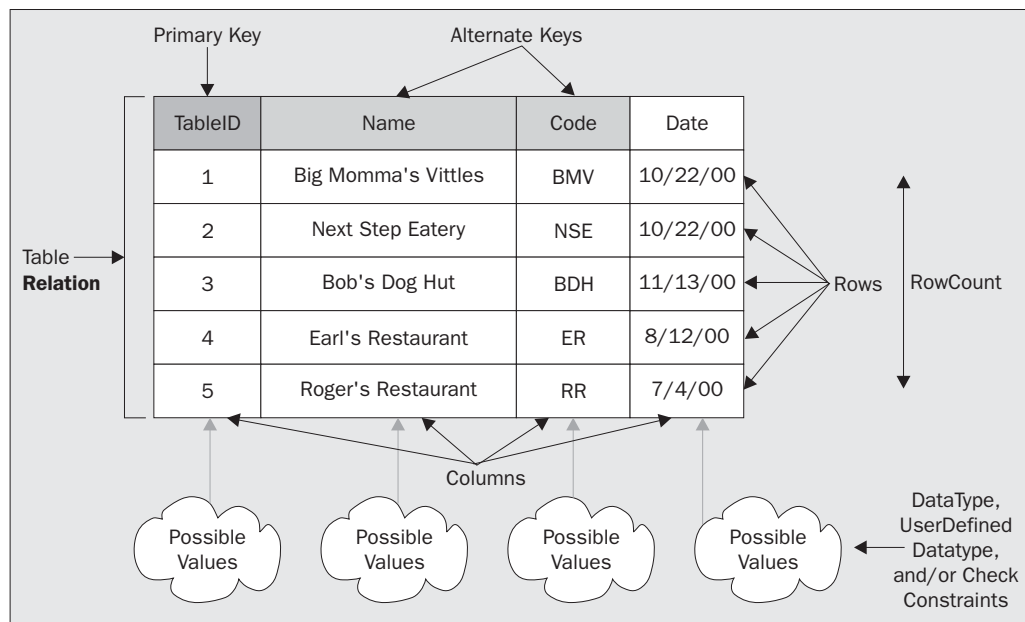 Primary Key
Alternate Keys
TableID Name Code Date
1 Big Momma's Vittles BMV 10/22/00
2 Next Step Eatery NSE 10/22/00
3 Bob's Dog Hut BDH 11/13/00
4 Earl's Restaurant ER 8/12/00
5 Roger's Restaurant RR 7/4/00
Table
Relation
Rows
RowCount
Columns
Possible
Values
Possible
Values
Possible
Values
Possible
Values
DataType,
UserDefined
Datatype,
and/or Check
Constraints